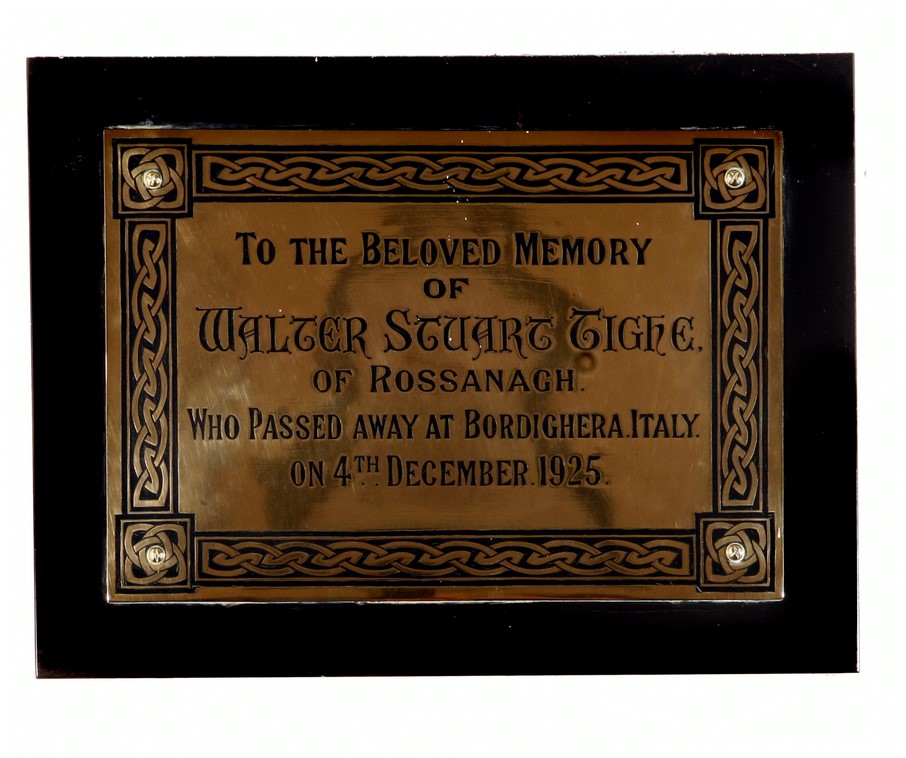 To the Beloved Memory
of
Walter Stuart Tighe.
of Rossanagh.
Who Passed away at Bordighera. Italy.
on 4TH December. 1925.